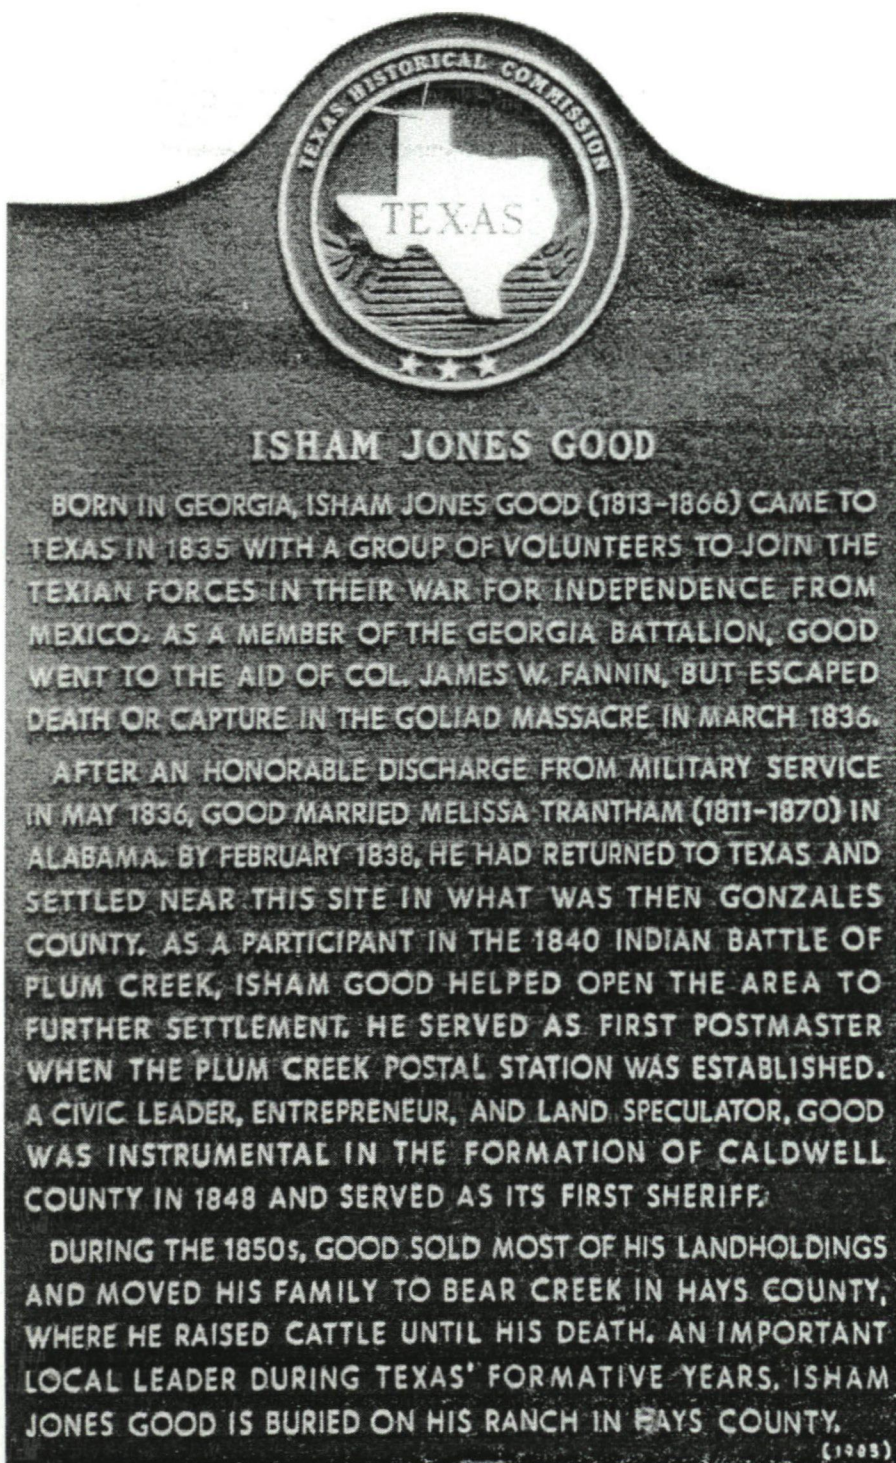 TEXAS HISTORICAL COMMISSION
TEXAS
ISHAM JONES GOOD
BORN IN GEORGIA, ISHAM JONES GOOD (1813-1866) CAME TO
TEXAS IN 1835 WITH A GROUP OF VOLUNTEERS TO JOIN THE
TEXIAN FORCES IN THEIR WAR FOR INDEPENDENCE FROM
MEXICO. AS A MEMBER OF THE GEORGIA BATTALION, GOOD
WENT TO THE AID OF COL. JAMES W. FANNIN, BUT ESCAPED
DEATH OR CAPTURE IN THE GOLIAD MASSACRE IN MARCH 1836.
AFTER AN HONORABLE DISCHARGE FROM MILITARY SERVICE
IN MAY 1836, GOOD MARRIED MELISSA TRANTHAM (1811-1870) IN
ALABAMA. BY FEBRUARY 1838, HE HAD RETURNED TO TEXAS AND
SETTLED NEAR THIS SITE IN WHAT WAS THEN GONZALES
COUNTY. AS A PARTICIPANT IN THE 1840 INDIAN BATTLE OF
PLUM CREEK, ISHAM GOOD HELPED OPEN THE AREA TO
FURTHER SETTLEMENT. HE SERVED AS FIRST POSTMASTER
WHEN THE PLUM CREEK POSTAL STATION WAS ESTABLISHED.
A CIVIC LEADER, ENTREPRENEUR, AND LAND SPECULATOR, GOOD
WAS INSTRUMENTAL IN THE FORMATION OF CALDWELL
COUNTY IN 1848 AND SERVED AS ITS FIRST SHERIFF.
DURING THE 1850s, GOOD SOLD MOST OF HIS LANDHOLDINGS
AND MOVED HIS FAMILY TO BEAR CREEK IN HAYS COUNTY,
WHERE HE RAISED CATTLE UNTIL HIS DEATH. AN IMPORTANT
LOCAL LEADER DURING TEXAS' FORMATIVE YEARS, ISHAM
JONES GOOD IS BURIED ON HIS RANCH IN HAYS COUNTY.